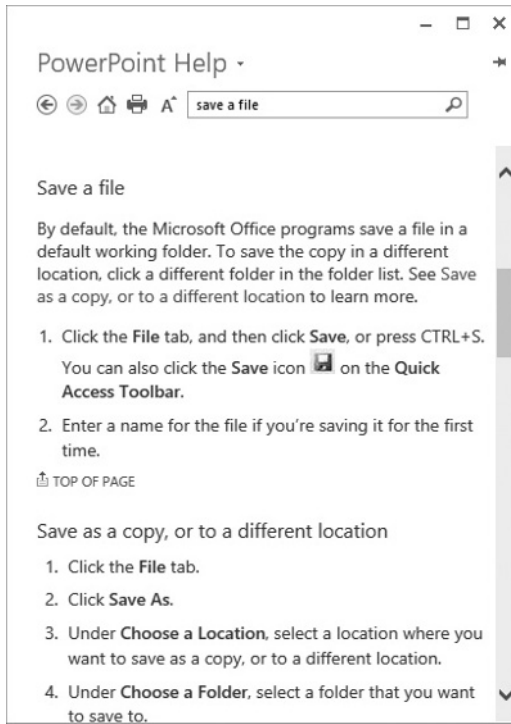 PowerPoint Help
A
save a file
Save a file
By default, the Microsoft Office programs save a file in a
default working folder. To save the copy in a different
location, click a different folder in the folder list. See Save
as a copy, or to a different location to learn more.
1. Click the File tab, and then click Save, or press CTRL+S.
You can also click the Save icon on the Quick
Access Toolbar.
2. Enter a name for the file if you're saving it for the first
time.
TOP OF PAGE
Save as a copy, or to a different location
1. Click the File tab.
2. Click Save As.
3. Under Choose a Location, select a location where you
want to save as a copy, or to a different location.
4. Under Choose a Folder, select a folder that you want
to save to.